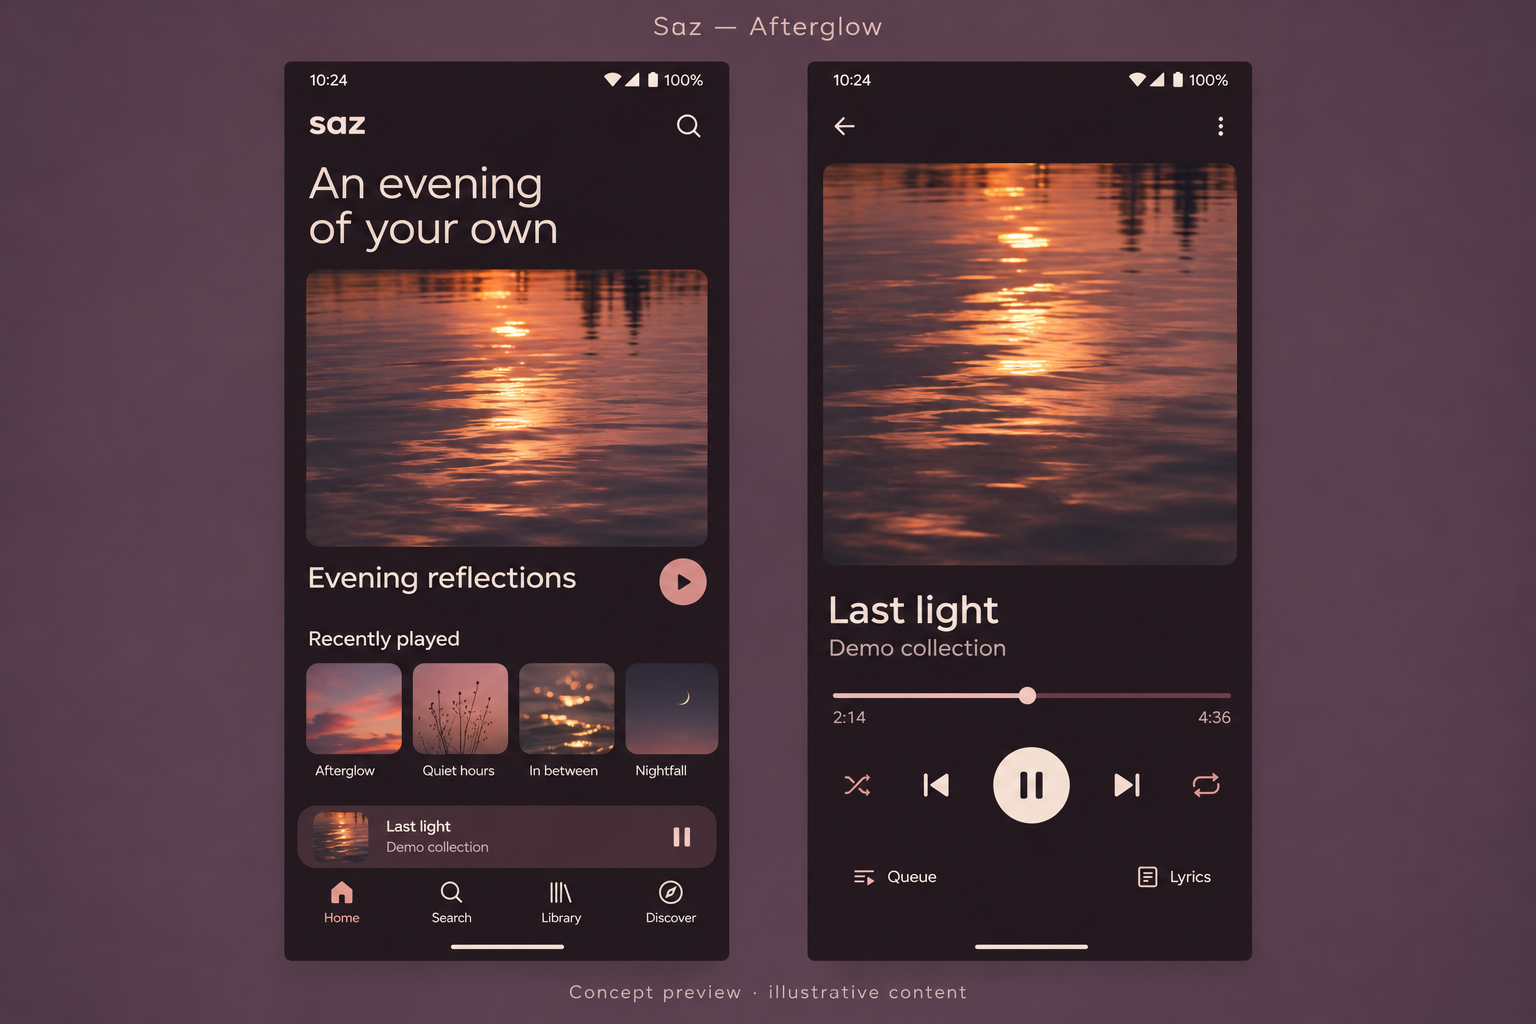 Saz — Afterglow
10:24
100%
saz
An evening
of your own
Evening reflections
Recently played
Afterglow
Quiet hours
In between
Nightfall
Last light
Demo collection
Home
Search
Library
Discover
10:24
100%
Last light
Demo collection
2:14
4:36
Queue
Lyrics
Concept preview · illustrative content